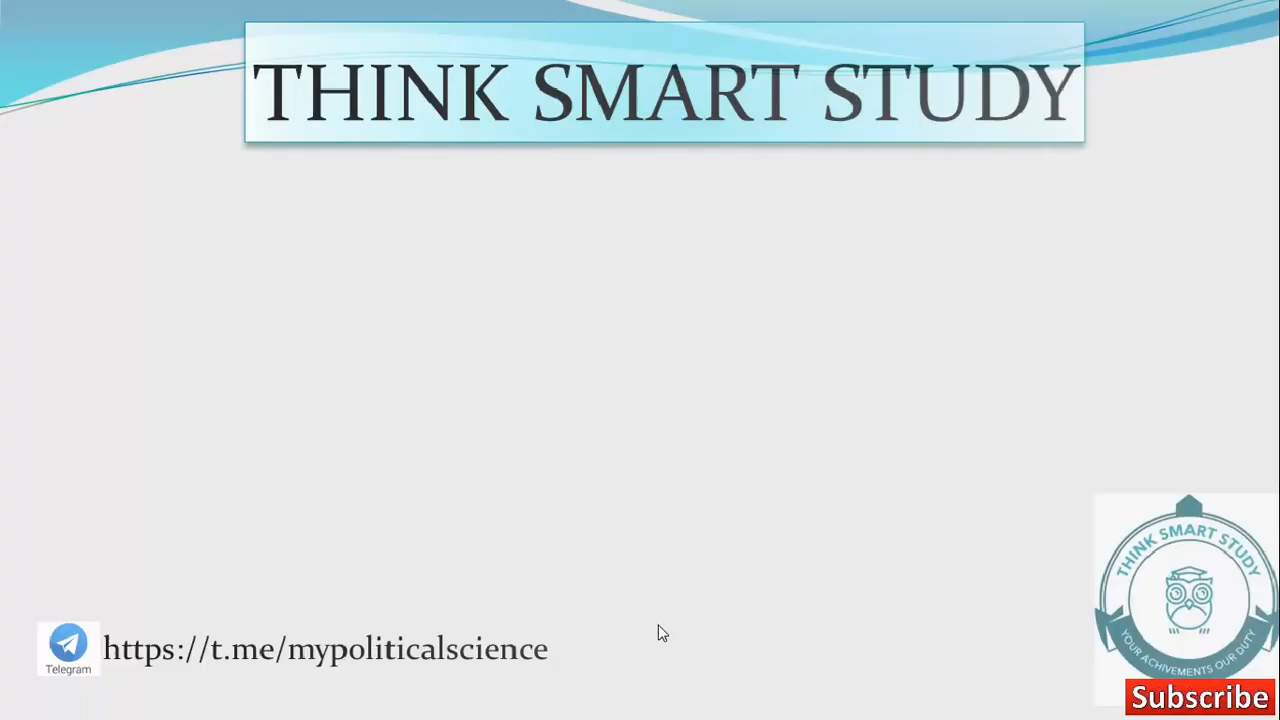 THINK SMART STUDY
THINK SMART STUDY
YOUR ACHIVEMENTS OUR DUTY
Telegram
https://t.me/mypoliticalscience
Subscribe